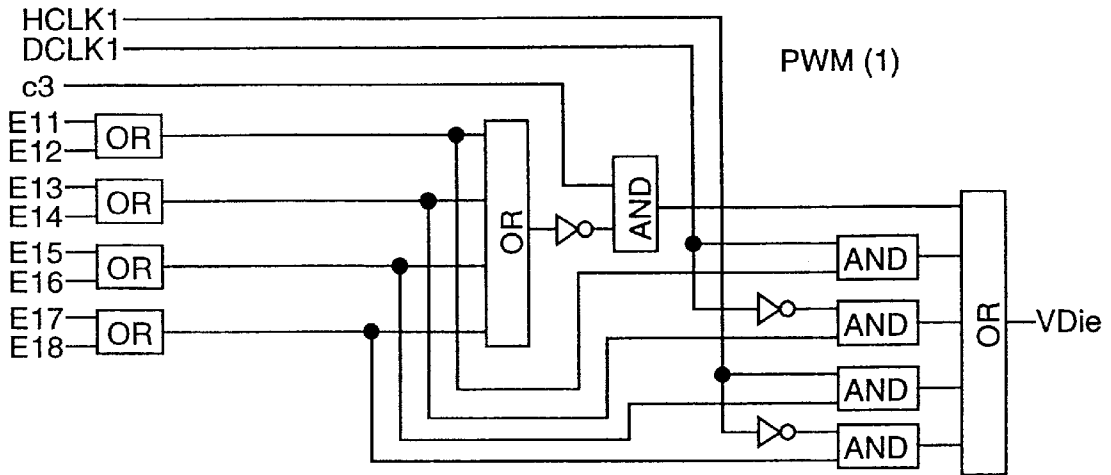 HCLK1
DCLK1
PWM (1)
c3
E11
E12
OR
E13
E14
OR
E15
E16
OR
E17
E18
OR
OR
AND
AND
AND
AND
AND
OR
VDie